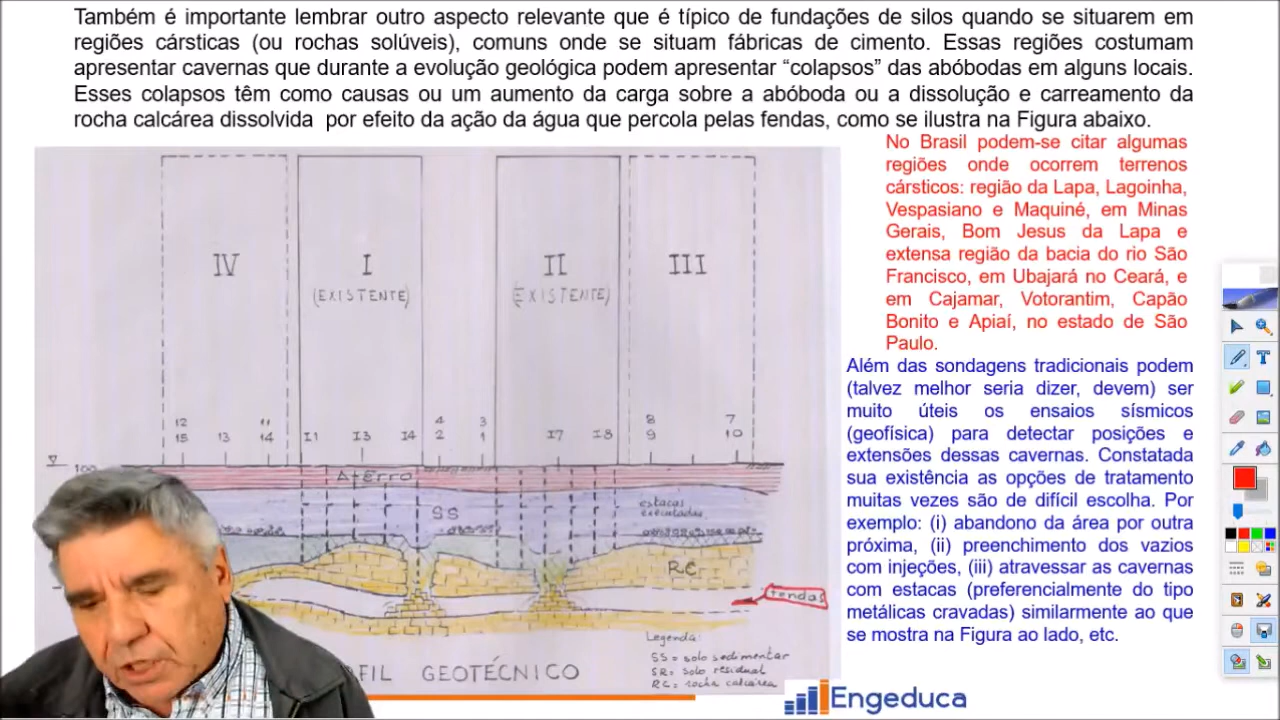 Também é importante lembrar outro aspecto relevante que é típico de fundações de silos quando se situarem em
regiões cársticas (ou rochas solúveis), comuns onde se situam fábricas de cimento. Essas regiões costumam
apresentar cavernas que durante a evolução geológica podem apresentar “colapsos” das abóbodas em alguns locais.
Esses colapsos têm como causas ou um aumento da carga sobre a abóboda ou a dissolução e carreamento da
rocha calcárea dissolvida por efeito da ação da água que percola pelas fendas, como se ilustra na Figura abaixo.
No Brasil podem-se citar algumas
regiões onde ocorrem terrenos
cársticos: região da Lapa, Lagoinha,
Vespasiano e Maquiné, em Minas
Gerais, Bom Jesus da Lapa e
extensa região da bacia do rio São
Francisco, em Ubajará no Ceará, e
em Cajamar, Votorantim, Capão
Bonito e Apiaí, no estado de São
Paulo.
Além das sondagens tradicionais podem
(talvez melhor seria dizer, devem) ser
muito úteis os ensaios sísmicos
(geofísica) para detectar posições e
extensões dessas cavernas. Constatada
sua existência as opções de tratamento
muitas vezes são de difícil escolha. Por
exemplo: (i) abandono da área por outra
próxima, (ii) preenchimento dos vazios
com injeções, (iii) atravessar as cavernas
com estacas (preferencialmente do tipo
metálicas cravadas) similarmente ao que
se mostra na Figura ao lado, etc.
IV I II III
(EXISTENTE) (EXISTENTE)
12 11 4 3 8 7
15 13 14 I1 I3 I4 2 1 I7 I8 9 10
100
ATERRO
SS
estacas
executadas
RC
fendas
Legenda:
SS = solo sedimentar
SR = solo residual
RC = rocha calcárea
FIL GEOTÉCNICO
Engeduca